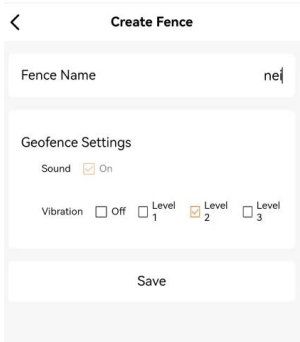 Create Fence
Fence Name nei
Geofence Settings
Sound On
Vibration Off Level 1 Level 2 Level 3
Save